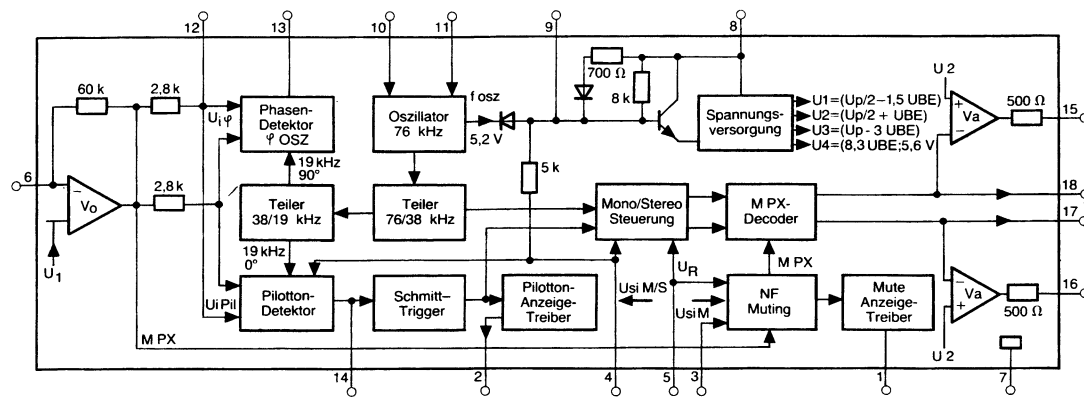 12
13
10
11
9
8
60 k
2,8 k
Ui φ
Phasen-
Detektor
φ OSZ
Oszillator
76 kHz
f osz
5,2 V
700 Ω
8 k
Spannungs-
versorgung
U1=(Up/2-1,5 UBE)
U2=(Up/2 + UBE)
U3=(Up- 3 UBE)
U4=(8,3 UBE;5,6 V
U 2
+
−
Va
500 Ω
15
6
−
Vo
U1
2,8 k
19 kHz
90°
5 k
Teiler
38/19 kHz
Teiler
76/38 kHz
Mono/Stereo
Steuerung
M PX-
Decoder
18
17
19 kHz
0°
UR
M PX
Ui Pil
Pilotton-
Detektor
Schmitt-
Trigger
Pilotton-
Anzeige-
Treiber
Usi M/S
Usi M
NF
Muting
Mute
Anzeige-
Treiber
−
+
Va
500 Ω
16
M PX
U 2
14
2
4
5
3
1
7